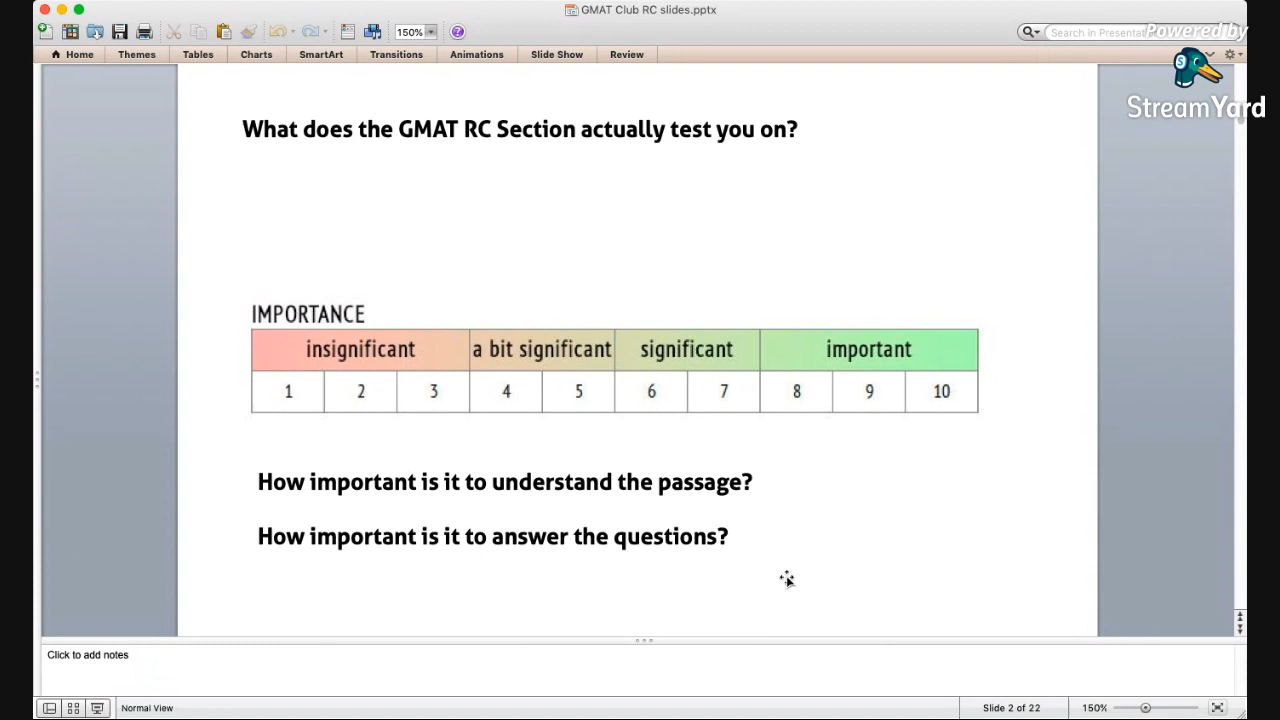 GMAT Club RC slides.pptx
150%
Search in Presentat
Powered by
Home Themes Tables Charts SmartArt Transitions Animations Slide Show Review
StreamYard
What does the GMAT RC Section actually test you on?
IMPORTANCE
insignificant a bit significant significant important
1 2 3 4 5 6 7 8 9 10
How important is it to understand the passage?
How important is it to answer the questions?
Click to add notes
Normal View Slide 2 of 22 150%